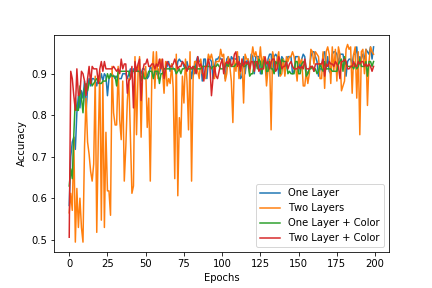 0.9
0.8
0.7
0.6
0.5
Accuracy
0 25 50 75 100 125 150 175 200
Epochs
One Layer
Two Layers
One Layer + Color
Two Layer + Color